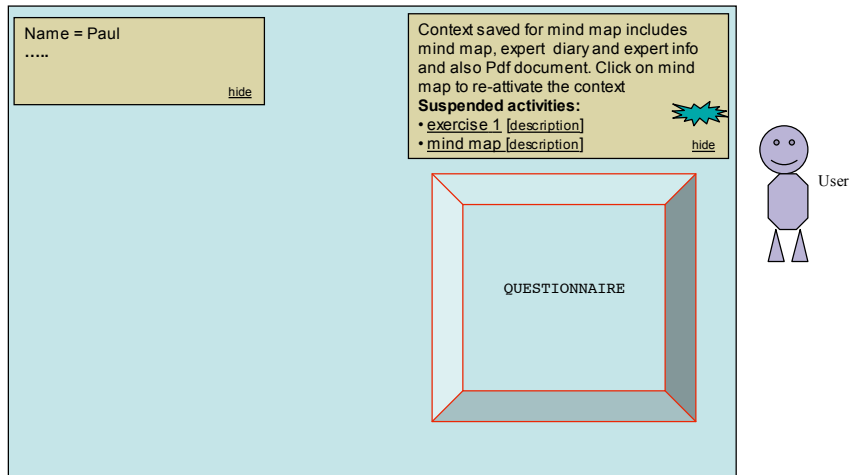 Name = Paul
.....
hide
Context saved for mind map includes
mind map, expert diary and expert info
and also Pdf document. Click on mind
map to re-attivate the context
Suspended activities:
• exercise 1 [description]
• mind map [description]
hide
User
QUESTIONNAIRE